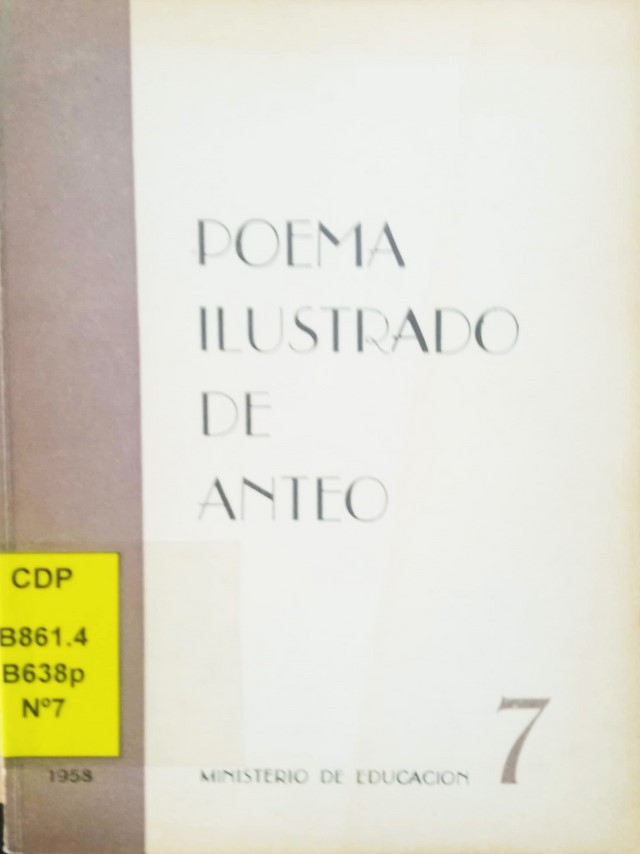 POEMA
ILUSTRADO
DE
ANTEO
CDP
B861.4
B638p
Nº7
1958
MINISTERIO DE EDUCACION
7